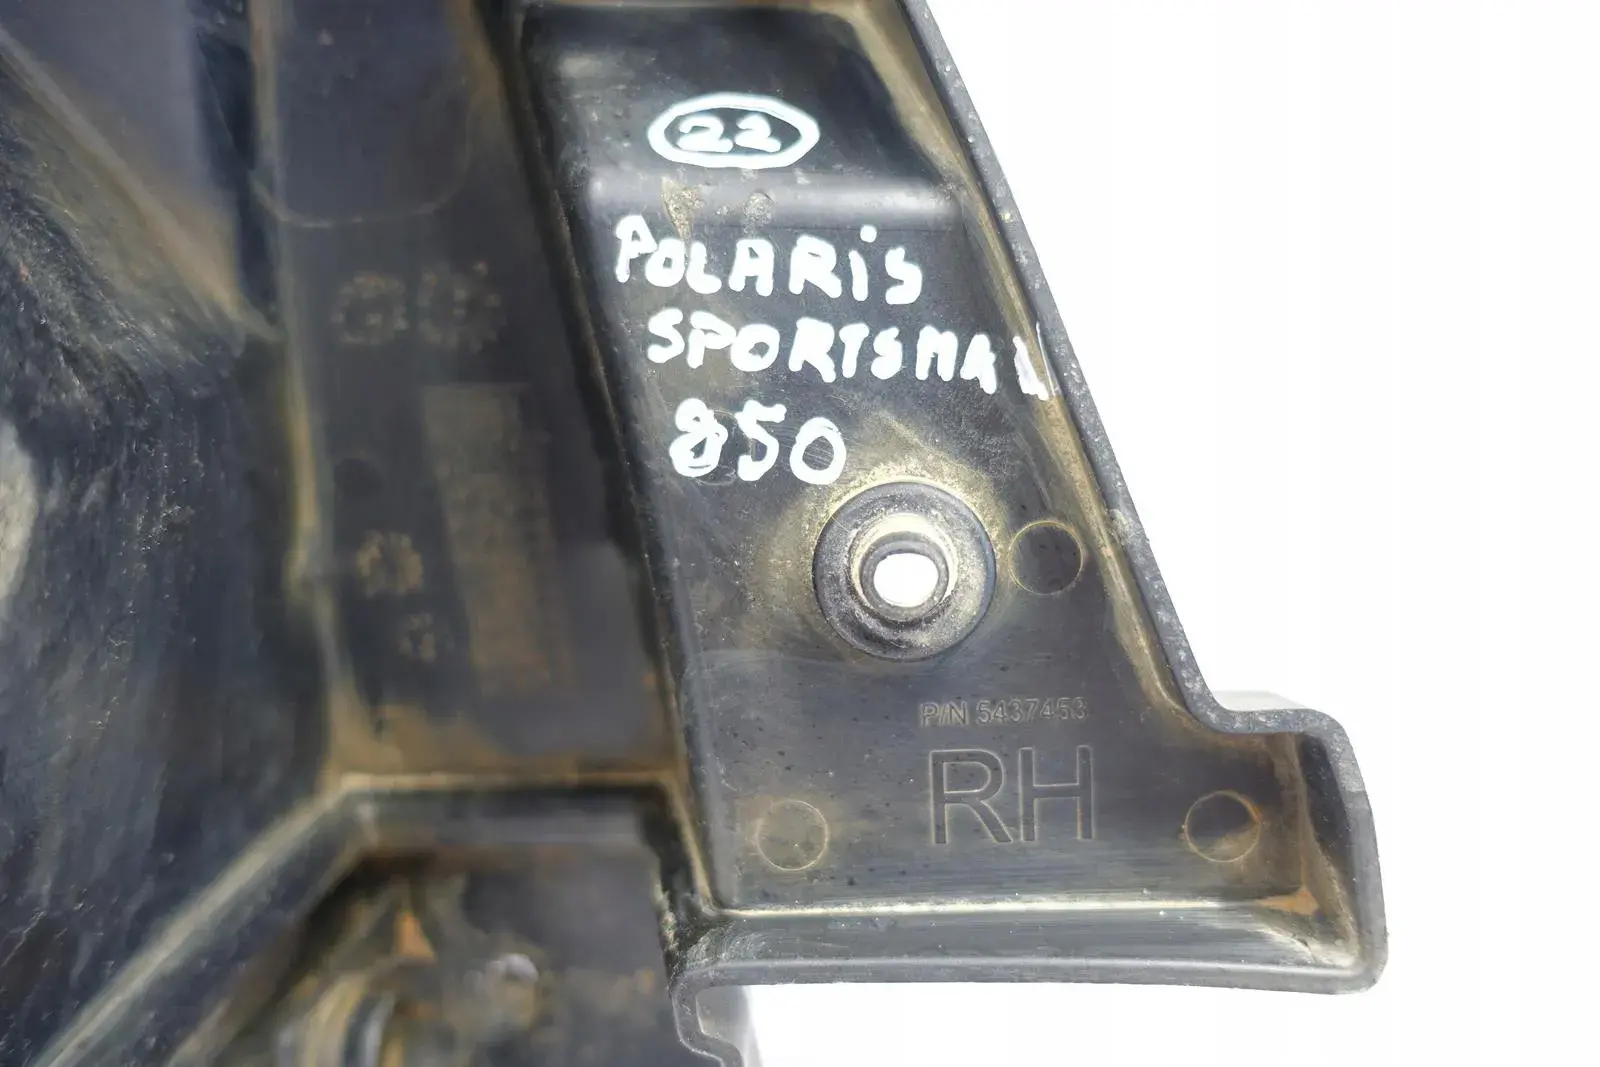 22
POLARiS
SPORTSMAN
850
P/N 5437453
RH